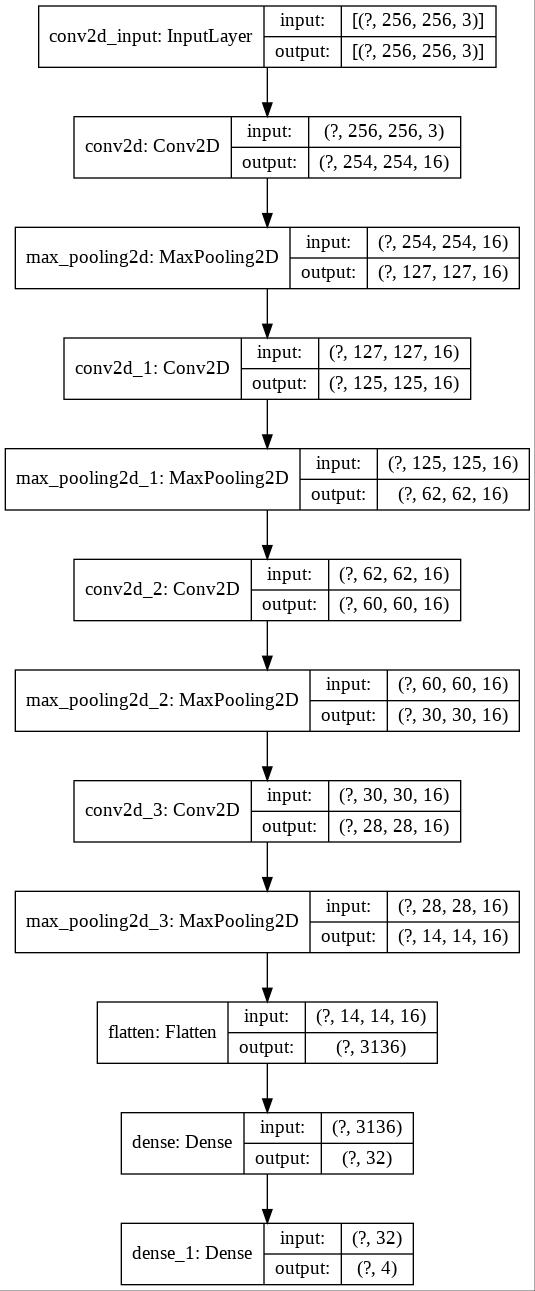 conv2d_input: InputLayer
input: [(?, 256, 256, 3)]
output: [(?, 256, 256, 3)]
conv2d: Conv2D
input: (?, 256, 256, 3)
output: (?, 254, 254, 16)
max_pooling2d: MaxPooling2D
input: (?, 254, 254, 16)
output: (?, 127, 127, 16)
conv2d_1: Conv2D
input: (?, 127, 127, 16)
output: (?, 125, 125, 16)
max_pooling2d_1: MaxPooling2D
input: (?, 125, 125, 16)
output: (?, 62, 62, 16)
conv2d_2: Conv2D
input: (?, 62, 62, 16)
output: (?, 60, 60, 16)
max_pooling2d_2: MaxPooling2D
input: (?, 60, 60, 16)
output: (?, 30, 30, 16)
conv2d_3: Conv2D
input: (?, 30, 30, 16)
output: (?, 28, 28, 16)
max_pooling2d_3: MaxPooling2D
input: (?, 28, 28, 16)
output: (?, 14, 14, 16)
flatten: Flatten
input: (?, 14, 14, 16)
output: (?, 3136)
dense: Dense
input: (?, 3136)
output: (?, 32)
dense_1: Dense
input: (?, 32)
output: (?, 4)